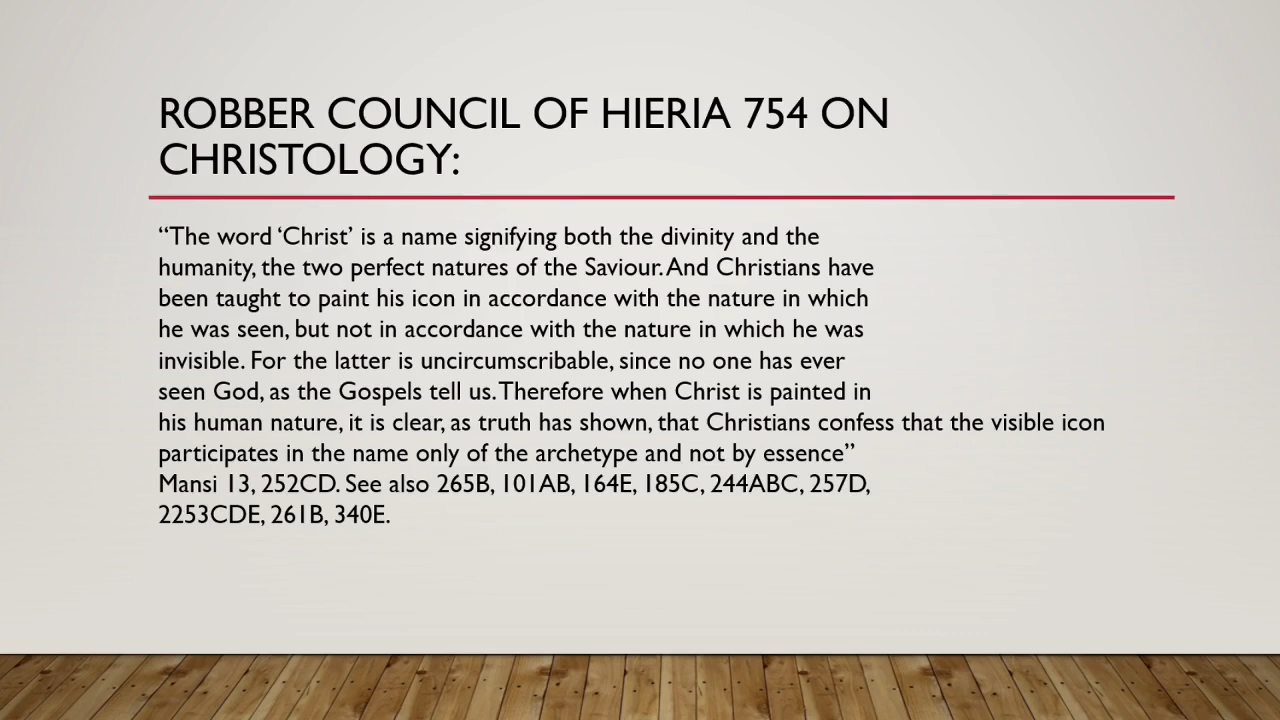 ROBBER COUNCIL OF HIERIA 754 ON
CHRISTOLOGY:
“The word ‘Christ’ is a name signifying both the divinity and the
humanity, the two perfect natures of the Saviour. And Christians have
been taught to paint his icon in accordance with the nature in which
he was seen, but not in accordance with the nature in which he was
invisible. For the latter is uncircumscribable, since no one has ever
seen God, as the Gospels tell us. Therefore when Christ is painted in
his human nature, it is clear, as truth has shown, that Christians confess that the visible icon
participates in the name only of the archetype and not by essence”
Mansi 13, 252CD. See also 265B, 101AB, 164E, 185C, 244ABC, 257D,
2253CDE, 261B, 340E.